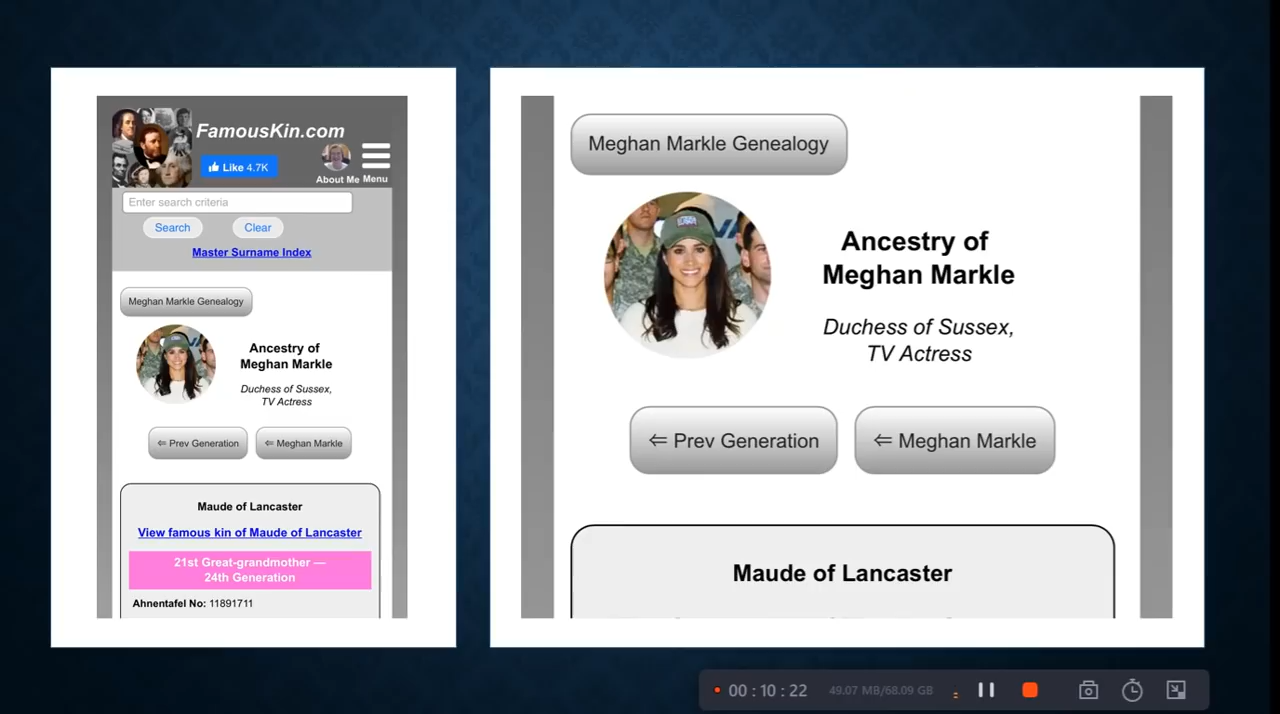 FamousKin.com
Like 4.7K
About Me Menu
Enter search criteria
Search Clear
Master Surname Index
Meghan Markle Genealogy
Ancestry of
Meghan Markle
Duchess of Sussex,
TV Actress
⇐ Prev Generation ⇐ Meghan Markle
Maude of Lancaster
View famous kin of Maude of Lancaster
21st Great-grandmother —
24th Generation
Ahnentafel No: 11891711
Meghan Markle Genealogy
Ancestry of
Meghan Markle
Duchess of Sussex,
TV Actress
⇐ Prev Generation ⇐ Meghan Markle
Maude of Lancaster
00 : 10 : 22 49.07 MB/68.09 GB